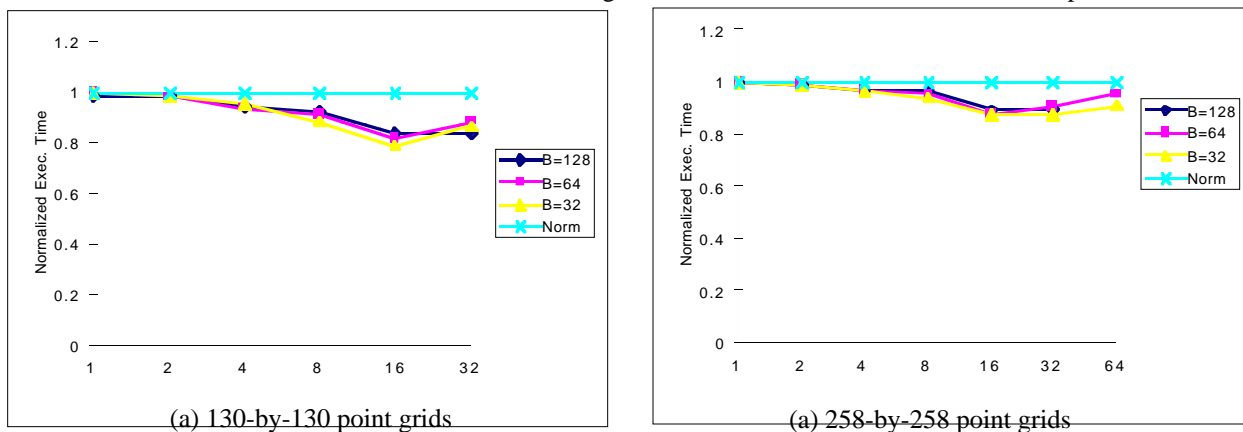 1.2
1
0.8
0.6
0.4
0.2
0
Normalized Exec. Time
1 2 4 8 16 32
B=128
B=64
B=32
Norm
(a) 130-by-130 point grids
1.2
1
0.8
0.6
0.4
0.2
0
Normalized Exec. Time
1 2 4 8 16 32 64
B=128
B=64
B=32
Norm
(a) 258-by-258 point grids